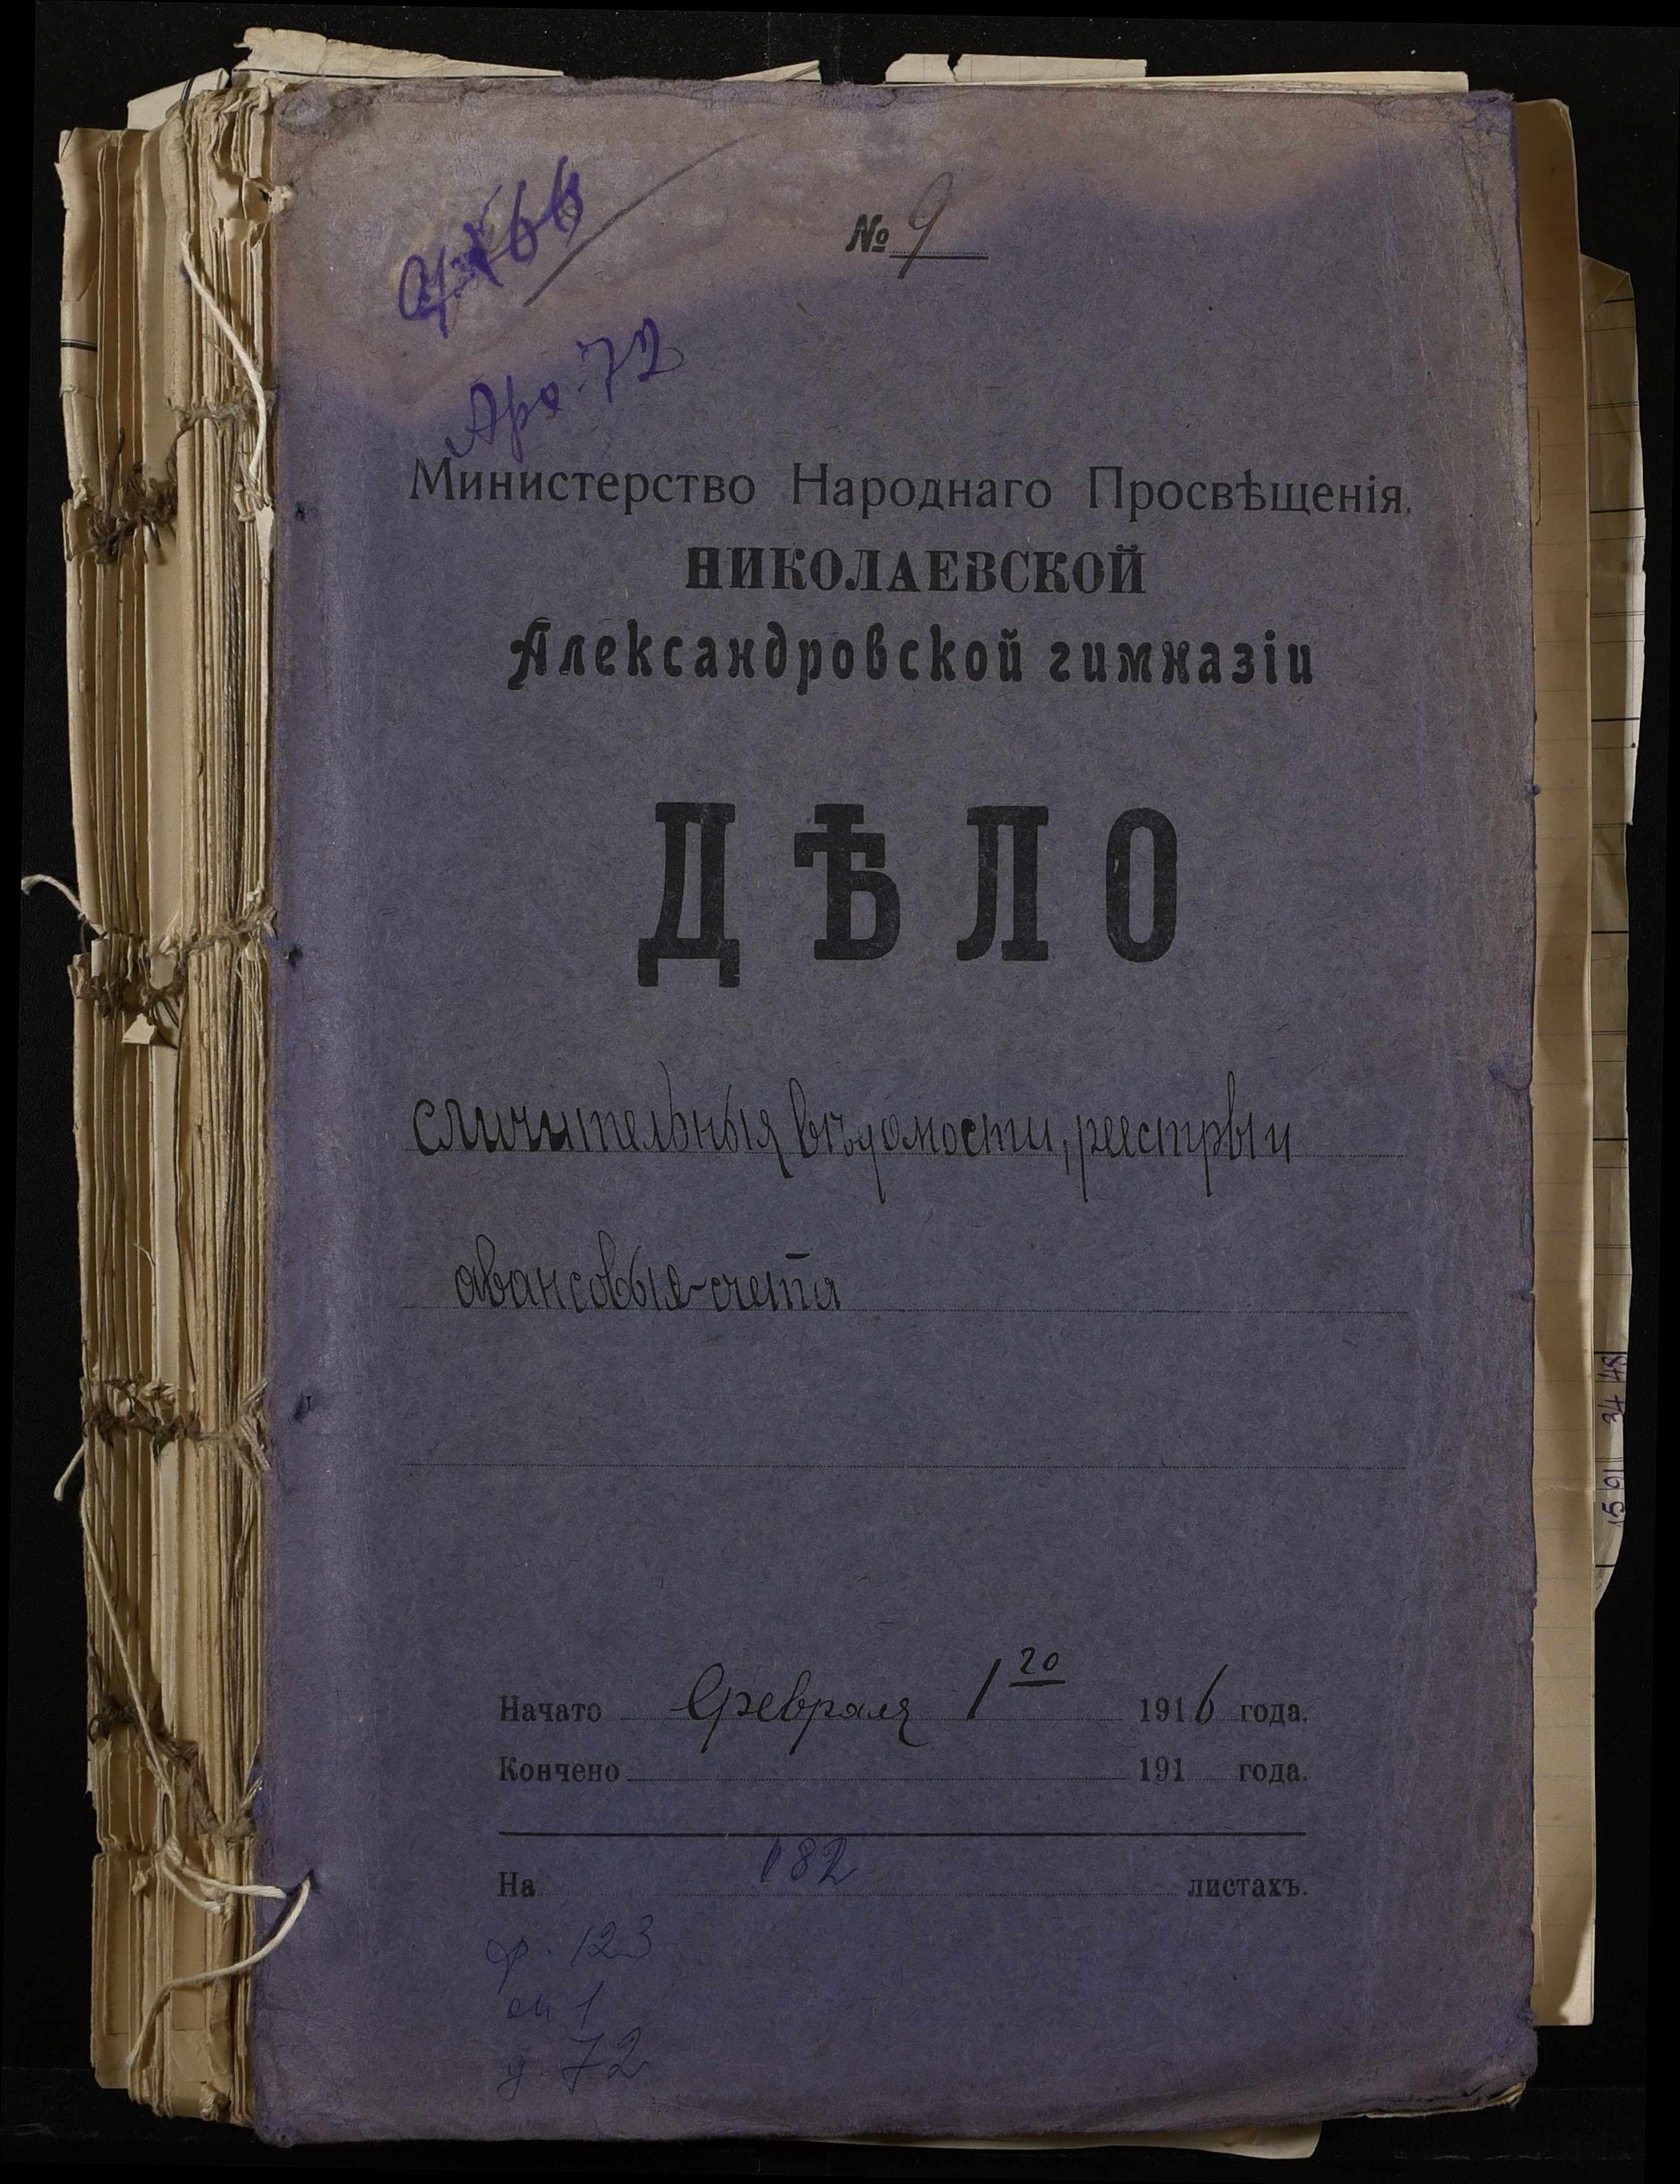 № 9
72
Министерство Народнаго Просвѣщенія.
НИКОЛАЕВСКОЙ
Александровской гимназіи
ДѢЛО
сличительныя вѣдомости, реестры и
авансовые-счета
Начато Февраля 1го 1916 года.
Кончено 191 года.
182
На листахъ.
ф. 123
оп 1
д. 72